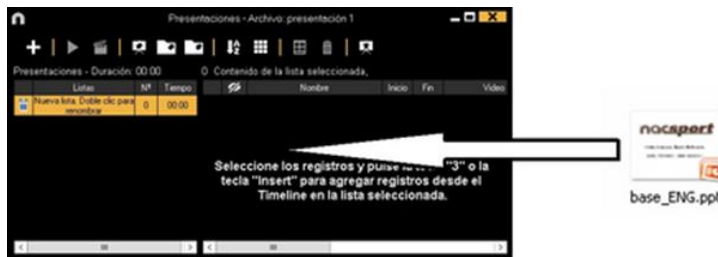 Presentaciones - Archivo: presentación 1
Presentaciones - Duración: 00:00
0 Contenido de la lista seleccionada,
Listas Nº Tiempo
Nombre Inicio Fin Video
Nueva lista. Doble clic para
renombrar
0 00:00
Seleccione los registros y pulse "3" o la
tecla "Insert" para agregar registros desde el
Timeline en la lista seleccionada.
nacsport
base_ENG.pp